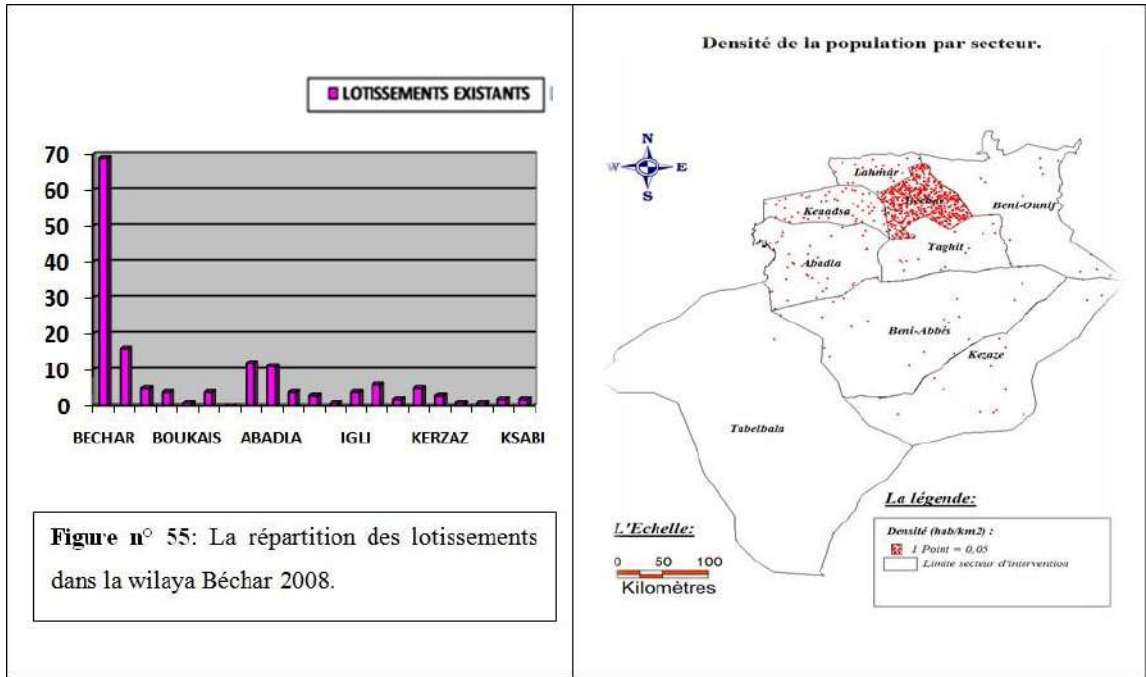 LOTISSEMENTS EXISTANTS
70
60
50
40
30
20
10
0
BECHAR BOUKAIS ABADLA IGLI KERZAZ KSABI
Figure n° 55: La répartition des lotissements
dans la wilaya Béchar 2008.
Densité de la population par secteur.
N
W E
S
Lahmar
Bechar
Beni-Ounif
Kenadsa
Taghit
Abadla
Beni-Abbés
Kezaze
Tabelbala
La légende:
L'Echelle:
0 50 100
Kilomètres
Densité (hab/km2) :
1 Point = 0,05
Limite secteur d'intervention